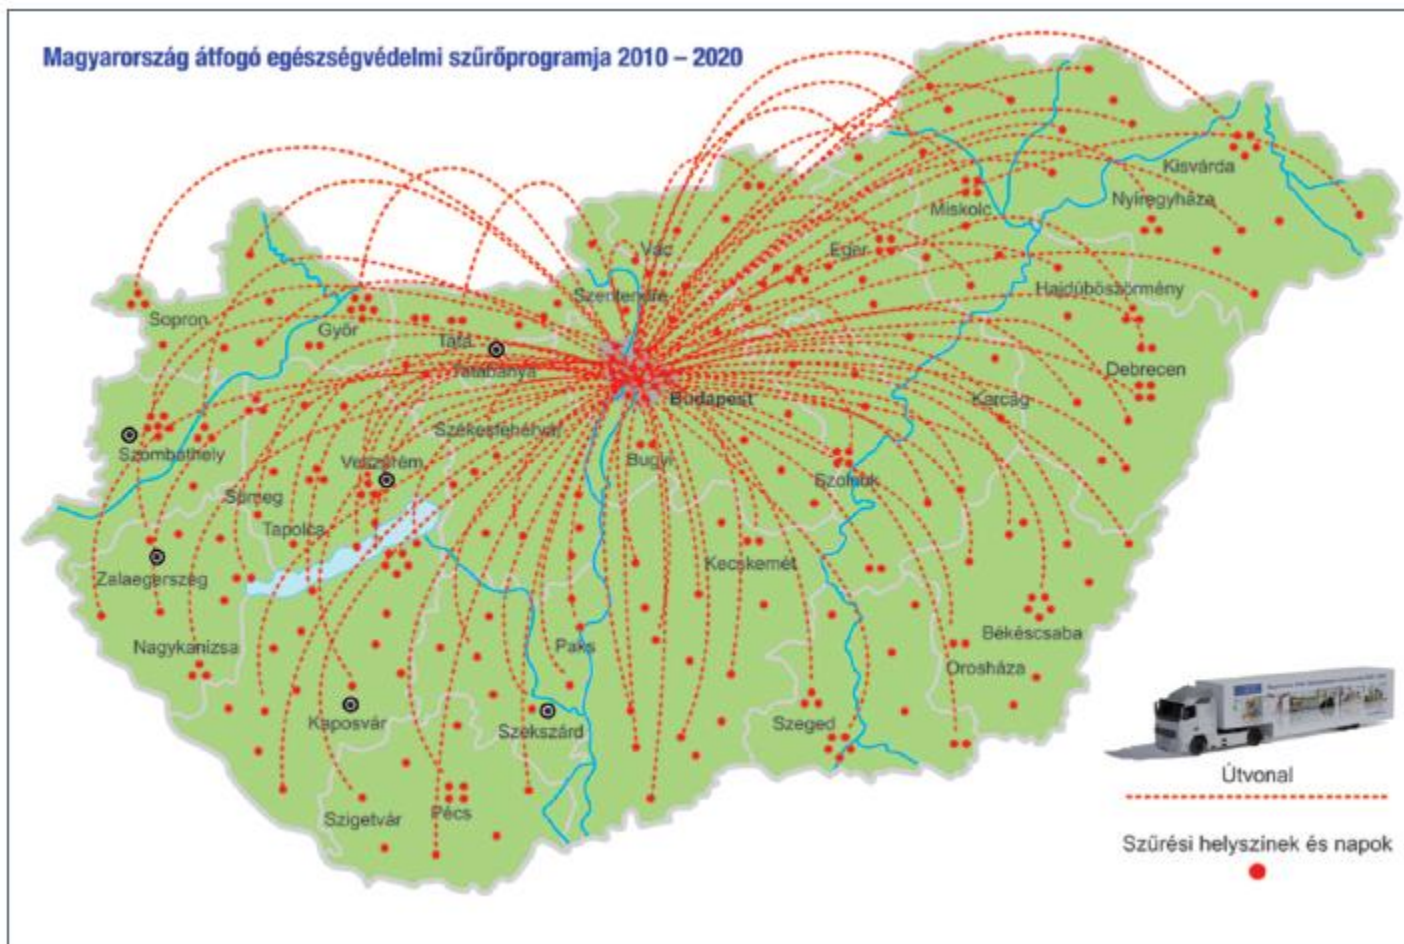 Magyarország átfogó egészségvédelmi szűrőprogramja 2010 – 2020
Kisvárda
Nyíregyháza
Miskolc
Vác
Eger
Szentendre
Hajdúböszörmény
Sopron
Győr
Tata
Tatabánya
Debrecen
Budapest
Karcag
Székesfehérvár
Szombathely
Bugyi
Veszprém
Szolnok
Sümeg
Tapolca
Kecskemét
Zalaegerszeg
Békéscsaba
Nagykanizsa
Paks
Orosháza
Kaposvár
Szekszárd
Szeged
Szigetvár
Pécs
Útvonal
Szűrési helyszínek és napok